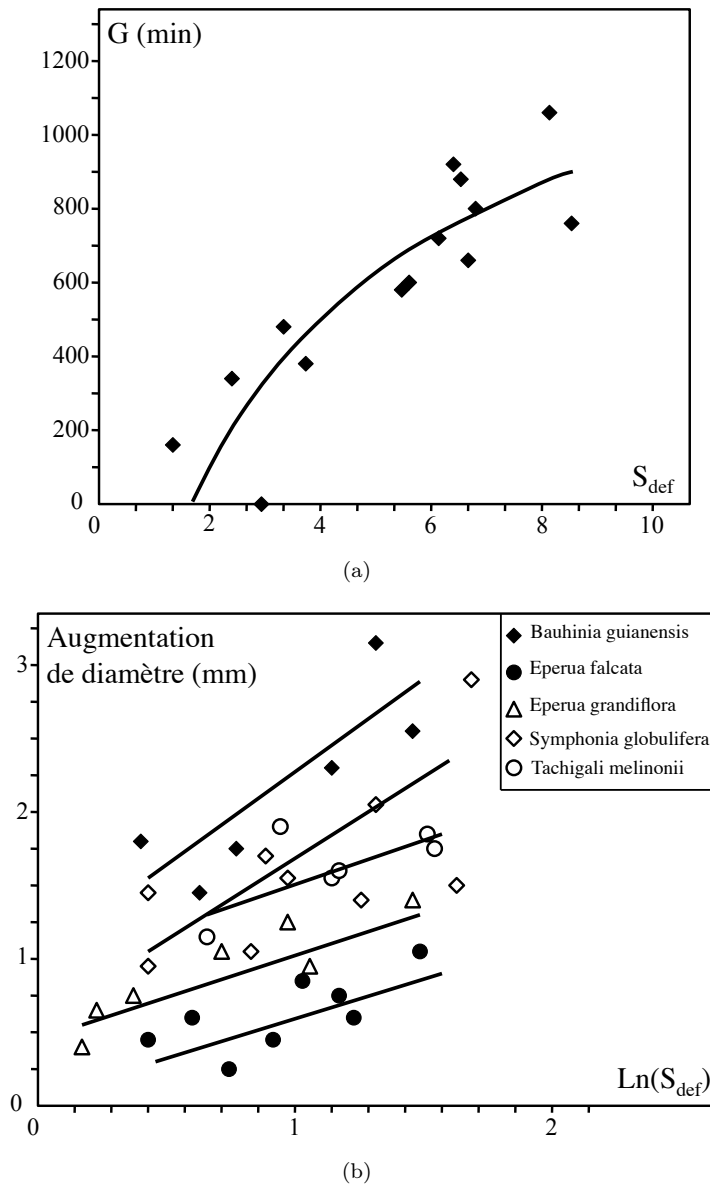 G (min)
1200
1000
800
600
400
200
0
S_def
0 2 4 6 8 10
(a)
Augmentation
de diamètre (mm)
Bauhinia guianensis
Eperua falcata
Eperua grandiflora
Symphonia globulifera
Tachigali melinonii
3
2
1
0
Ln(S_def)
0 1 2
(b)